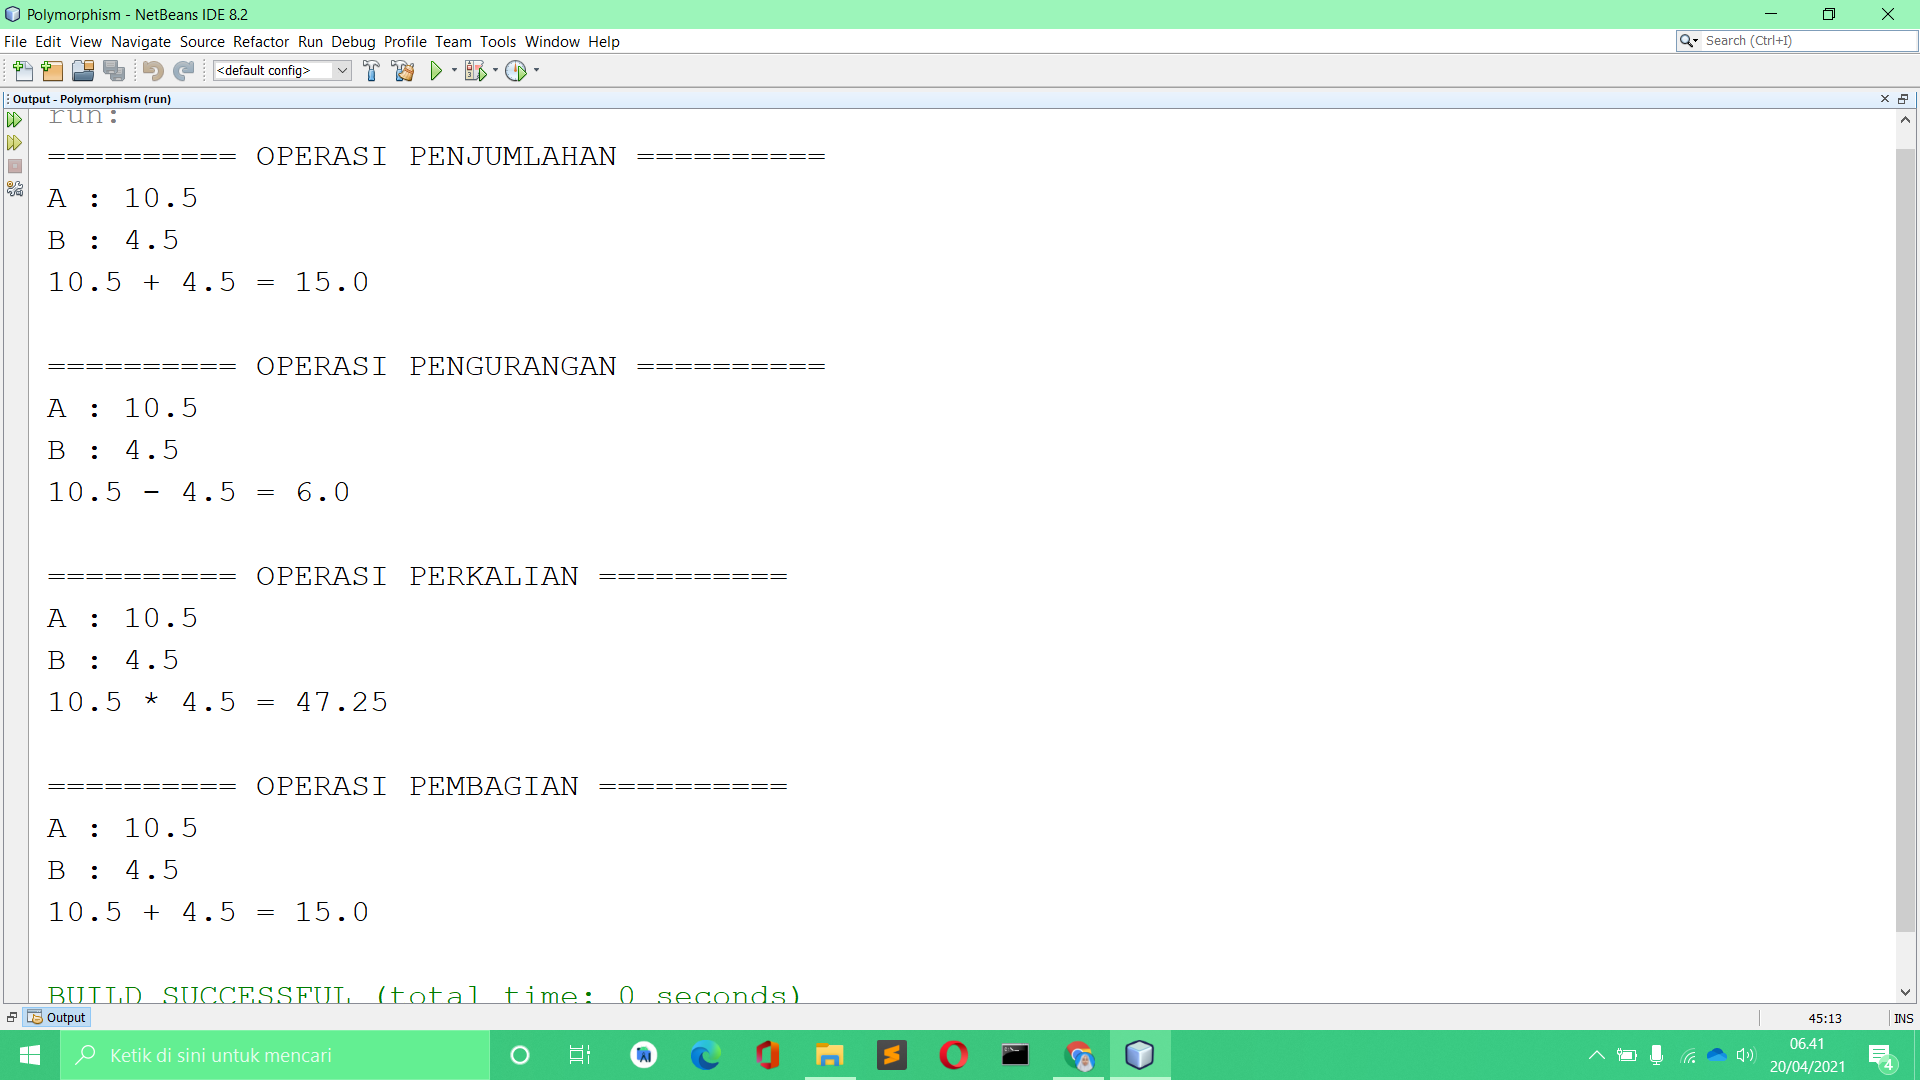 Polymorphism - NetBeans IDE 8.2
File Edit View Navigate Source Refactor Run Debug Profile Team Tools Window Help
Search (Ctrl+I)
<default config>
Output - Polymorphism (run)
run:
========== OPERASI PENJUMLAHAN ==========
A : 10.5
B : 4.5
10.5 + 4.5 = 15.0
========== OPERASI PENGURANGAN ==========
A : 10.5
B : 4.5
10.5 - 4.5 = 6.0
========== OPERASI PERKALIAN ==========
A : 10.5
B : 4.5
10.5 * 4.5 = 47.25
========== OPERASI PEMBAGIAN ==========
A : 10.5
B : 4.5
10.5 + 4.5 = 15.0
BUILD SUCCESSFUL (total time: 0 seconds)
Output
45:13
INS
Ketik di sini untuk mencari
06.41
20/04/2021
4